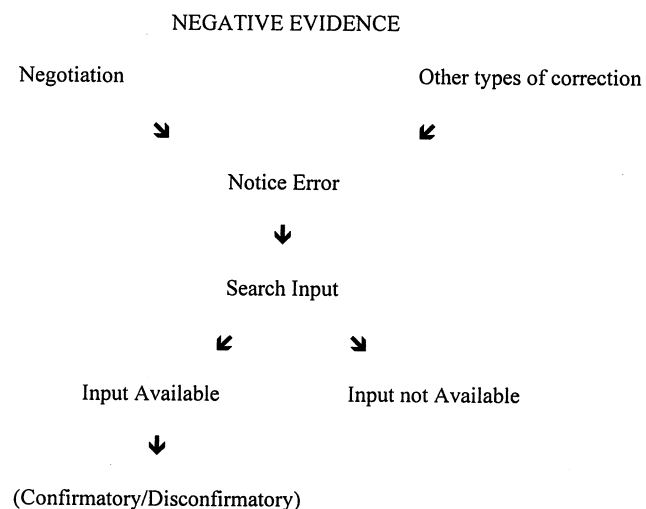 NEGATIVE EVIDENCE
Negotiation
Other types of correction
Notice Error
Search Input
Input Available
Input not Available
(Confirmatory/Disconfirmatory)